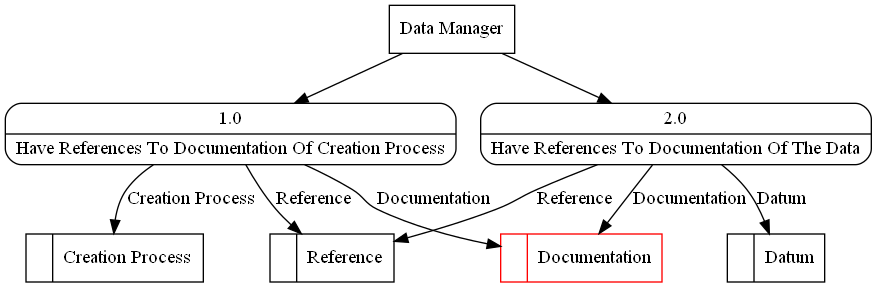 Data Manager
1.0
Have References To Documentation Of Creation Process
2.0
Have References To Documentation Of The Data
Creation Process
Reference
Documentation
Reference
Documentation
Datum
Creation Process
Reference
Documentation
Datum